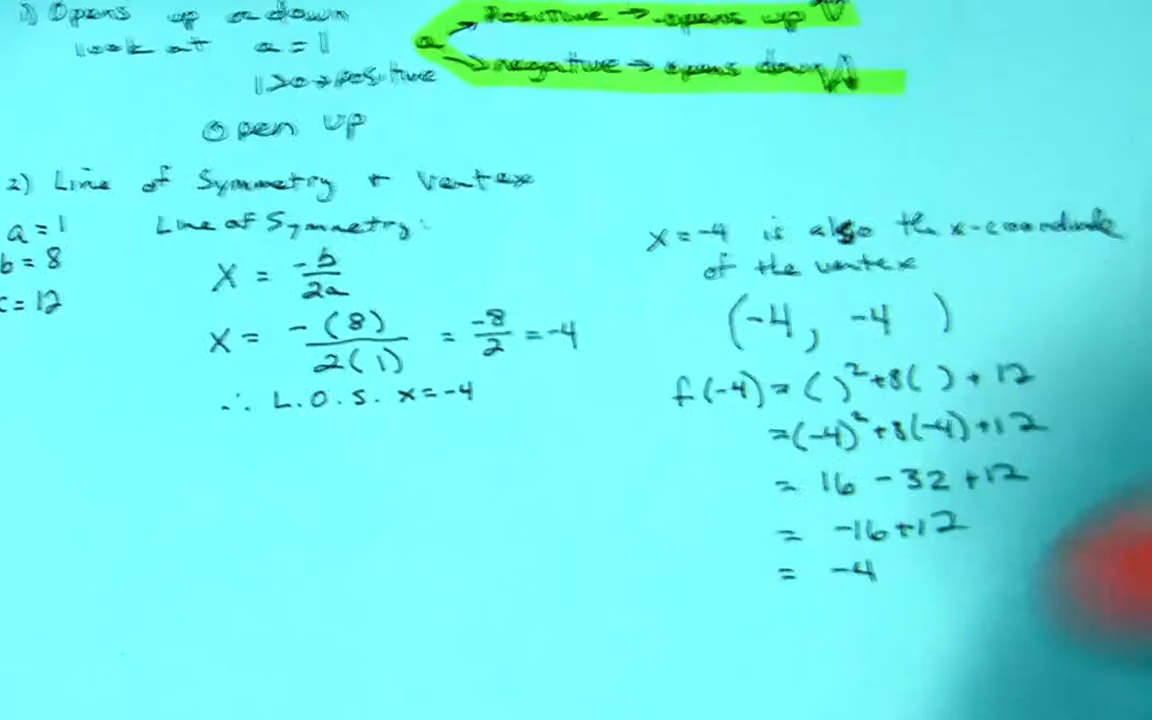 1) Opens up or down
look at a = 1
1>0 → positive
a → positive → opens up
→ negative → opens down
Open up
2) Line of Symmetry + Vertex
a = 1
b = 8
c = 12
Line of Symmetry:
X = -b/2a
X = -(8)/2(1) = -8/2 = -4
∴ L.O.S. x = -4
x = -4 is also the x-coordinate
of the vertex
(-4, -4 )
f(-4) = ( )² + 8( ) + 12
= (-4)² + 8(-4) + 12
= 16 - 32 + 12
= -16 + 12
= -4